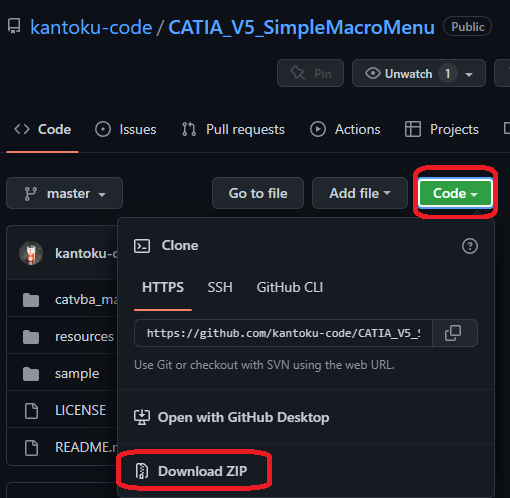 kantoku-code / CATIA_V5_SimpleMacroMenu Public
Pin Unwatch 1
Code Issues Pull requests Actions Projects
master Go to file Add file Code
kantoku-c
Clone
HTTPS SSH GitHub CLI
https://github.com/kantoku-code/CATIA_V5_S
Use Git or checkout with SVN using the web URL.
catvba_ma
resources
sample
LICENSE
README.
Open with GitHub Desktop
Download ZIP